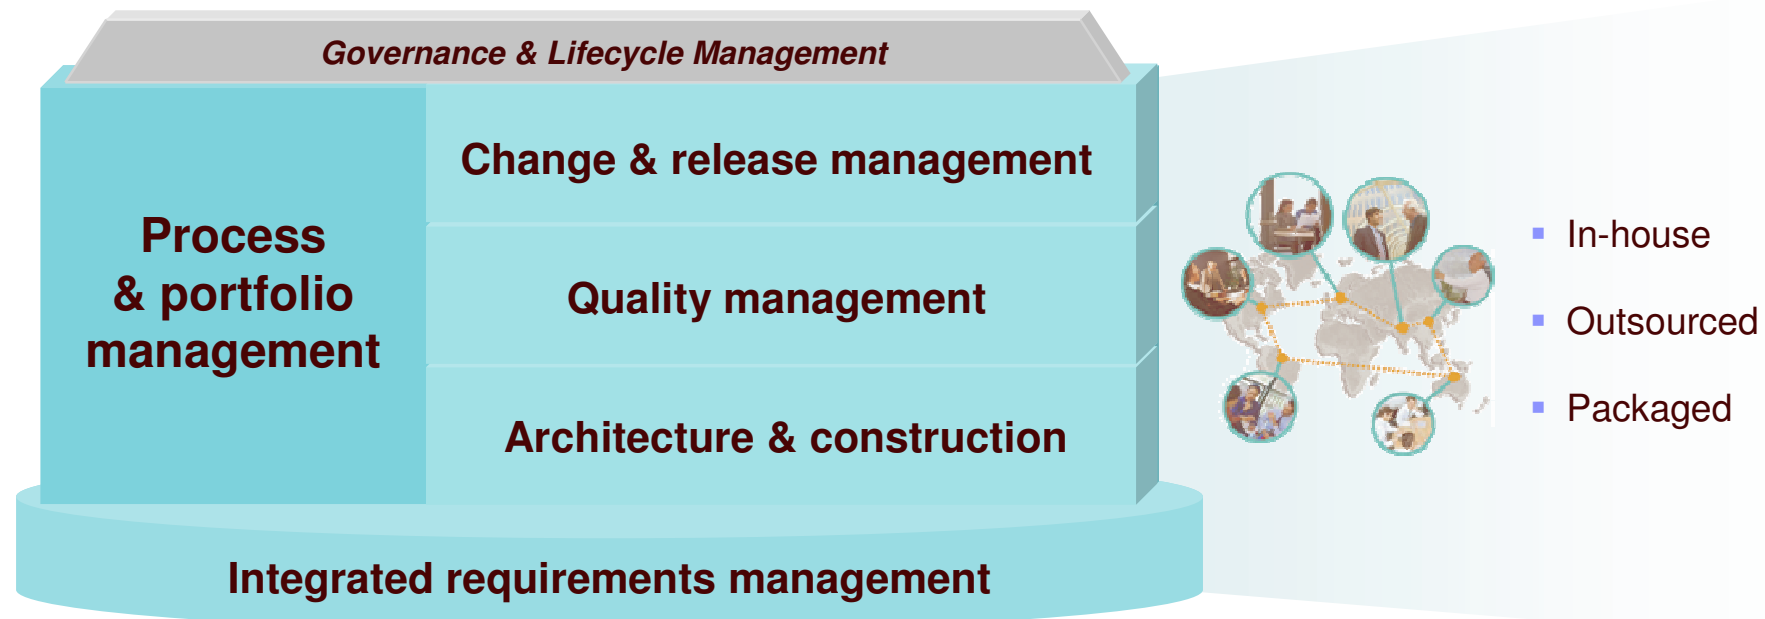 Governance & Lifecycle Management
Process
& portfolio
management
Change & release management
Quality management
Architecture & construction
Integrated requirements management
In-house
Outsourced
Packaged